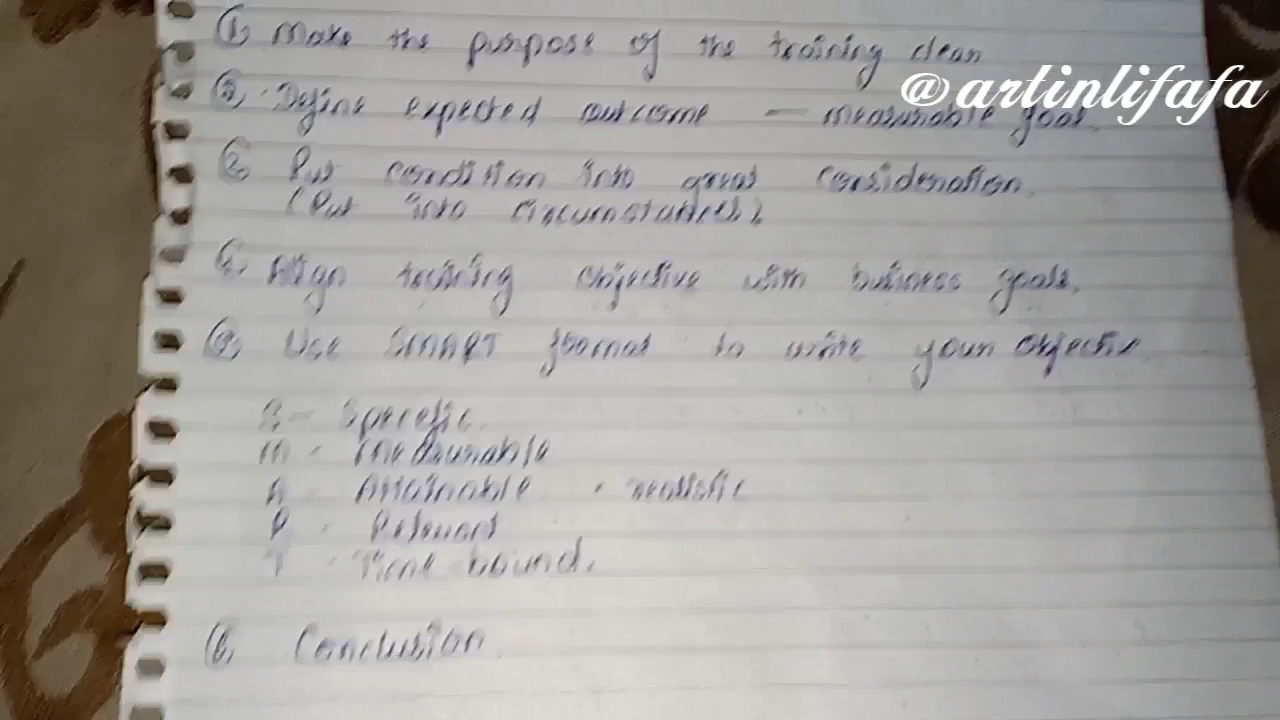 ① Make the purpose of the training clear
@artinlifafa
② Define expected outcome - measurable goal.
③ Put condition into great consideration.
(Put into circumstances)
④ Align training objective with business goals.
⑤ Use SMART format to write your objective
S - Specific.
M - Measurable
A - Attainable - realistic
R - Relevant
T - Time bound.
⑥ Conclusion